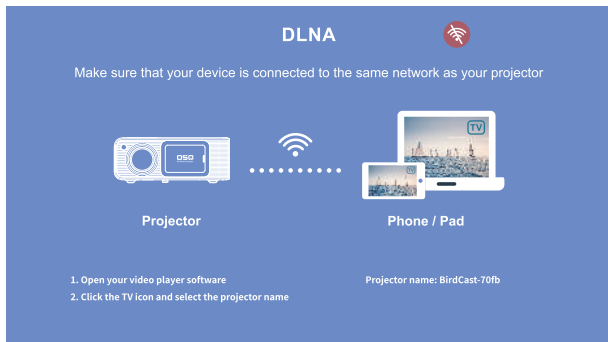 DLNA
Make sure that your device is connected to the same network as your projector
TV
TV
Projector
Phone / Pad
1. Open your video player software
Projector name: BirdCast-70fb
2. Click the TV icon and select the projector name